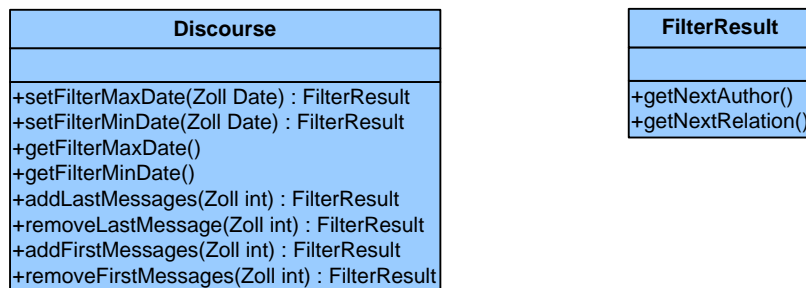 Discourse
+setFilterMaxDate(Zoll Date) : FilterResult
+setFilterMinDate(Zoll Date) : FilterResult
+getFilterMaxDate()
+getFilterMinDate()
+addLastMessages(Zoll int) : FilterResult
+removeLastMessage(Zoll int) : FilterResult
+addFirstMessages(Zoll int) : FilterResult
+removeFirstMessages(Zoll int) : FilterResult
FilterResult
+getNextAuthor()
+getNextRelation()